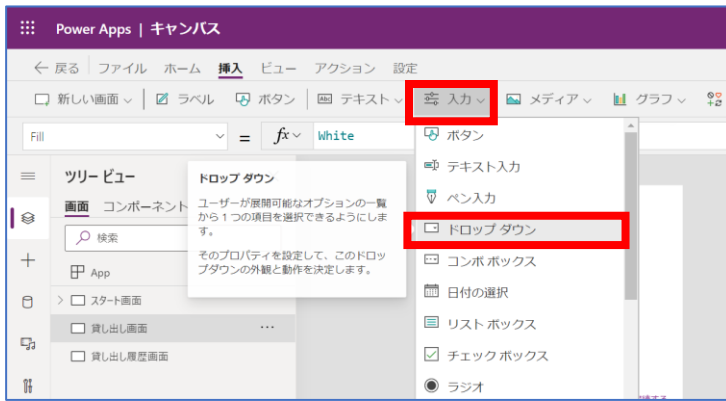 Power Apps | キャンバス
← 戻る ファイル ホーム 挿入 ビュー アクション 設定
新しい画面 ラベル ボタン テキスト 入力 メディア グラフ
Fill = fx White
ツリー ビュー
画面 コンポーネント
検索
App
スタート画面
貸し出し画面 ...
貸し出し履歴画面
ドロップ ダウン
ユーザーが展開可能なオプションの一覧
から 1 つの項目を選択できるようにしま
す。
そのプロパティを設定して、このドロッ
プダウンの外観と動作を決定します。
ボタン
テキスト入力
ペン入力
ドロップ ダウン
コンボ ボックス
日付の選択
リスト ボックス
チェック ボックス
ラジオ